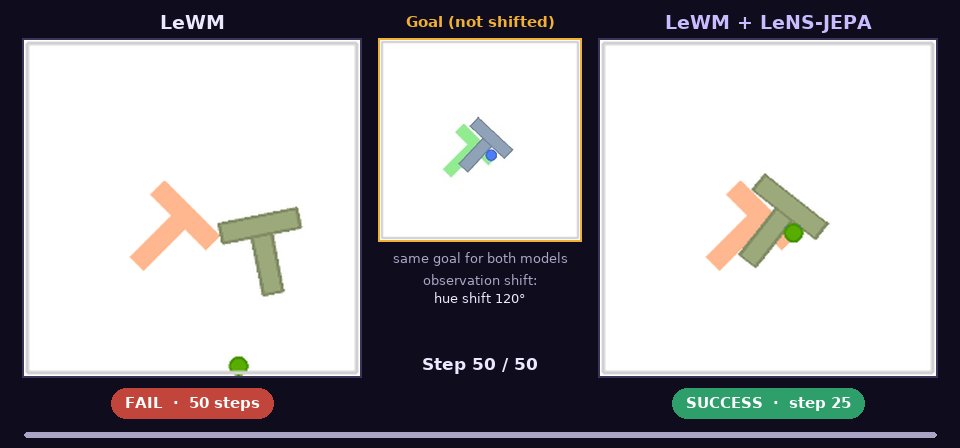 LeWM
Goal (not shifted)
LeWM + LeNS-JEPA
same goal for both models
observation shift:
hue shift 120°
Step 50 / 50
FAIL · 50 steps
SUCCESS · step 25